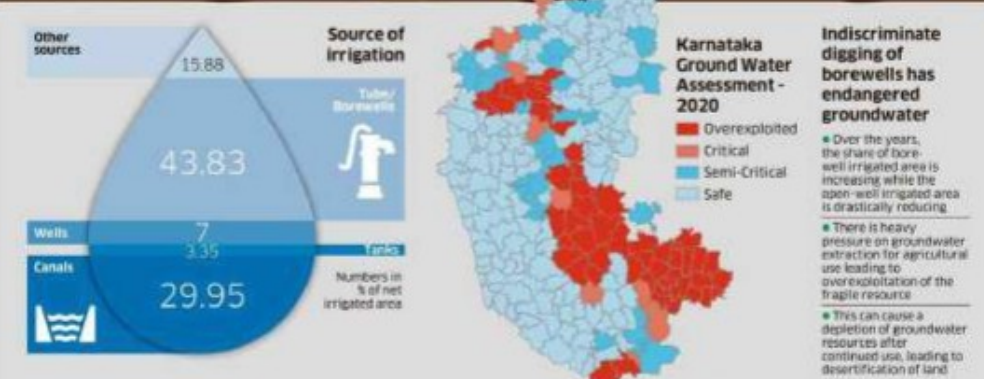 Other
sources
15.88
Source of
irrigation
Tube/
Borewells
43.83
Wells
7
3.35
Tanks
Canals
29.95
Numbers in
% of net
irrigated area
Karnataka
Ground Water
Assessment -
2020
Overexploited
Critical
Semi-Critical
Safe
Indiscriminate
digging of
borewells has
endangered
groundwater
• Over the years,
the share of bore-
well irrigated area is
increasing while the
open-well irrigated area
is drastically reducing
• There is heavy
pressure on groundwater
extraction for agricultural
use leading to
overexploitation of the
fragile resource
• This can cause a
depletion of groundwater
resources after
continued use, leading to
desertification of land